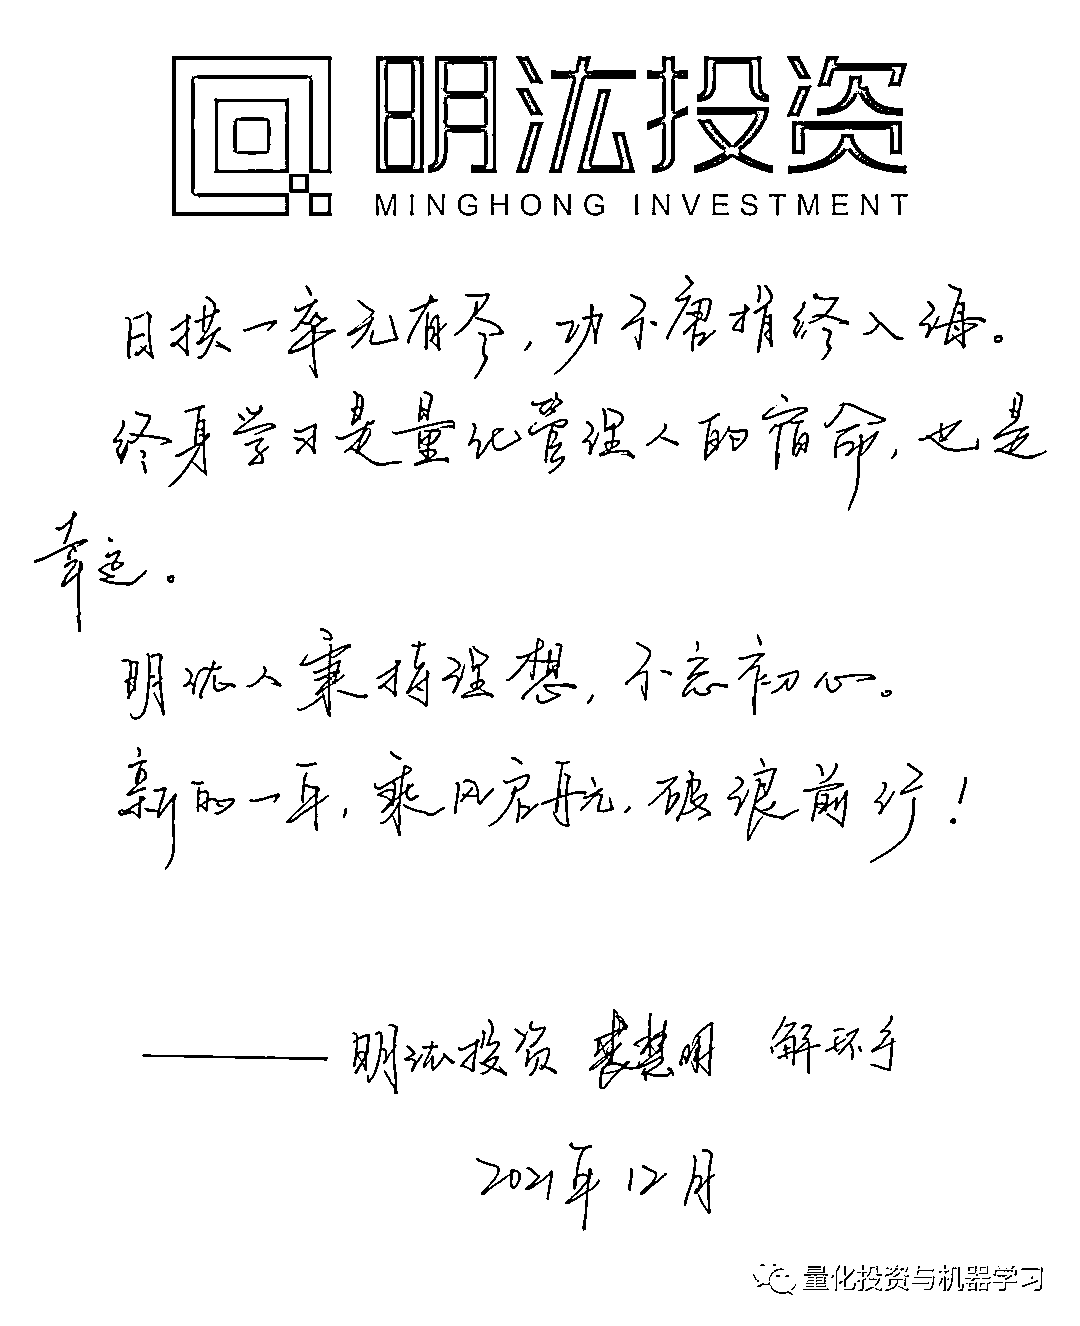 明汯投资
MINGHONG INVESTMENT
日拱一卒无有尽，功不唐捐终入海。
终身学习是量化管理人的宿命，也是
幸运。
明汯人秉持理想，不忘初心。
新的一年，乘风启再元，破浪前行！
——明汯投资 裘慧明 解环宇
2021年12月
量化投资与机器学习